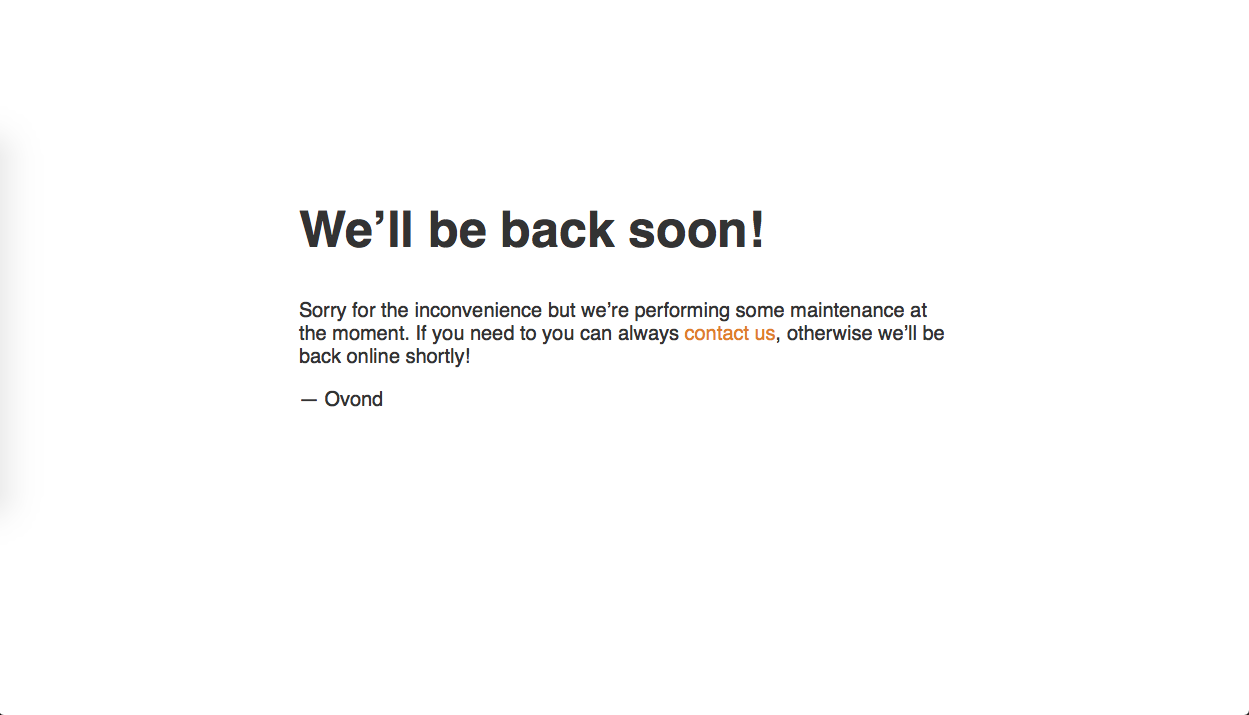 We’ll be back soon!
Sorry for the inconvenience but we’re performing some maintenance at
the moment. If you need to you can always contact us, otherwise we’ll be
back online shortly!
— Ovond